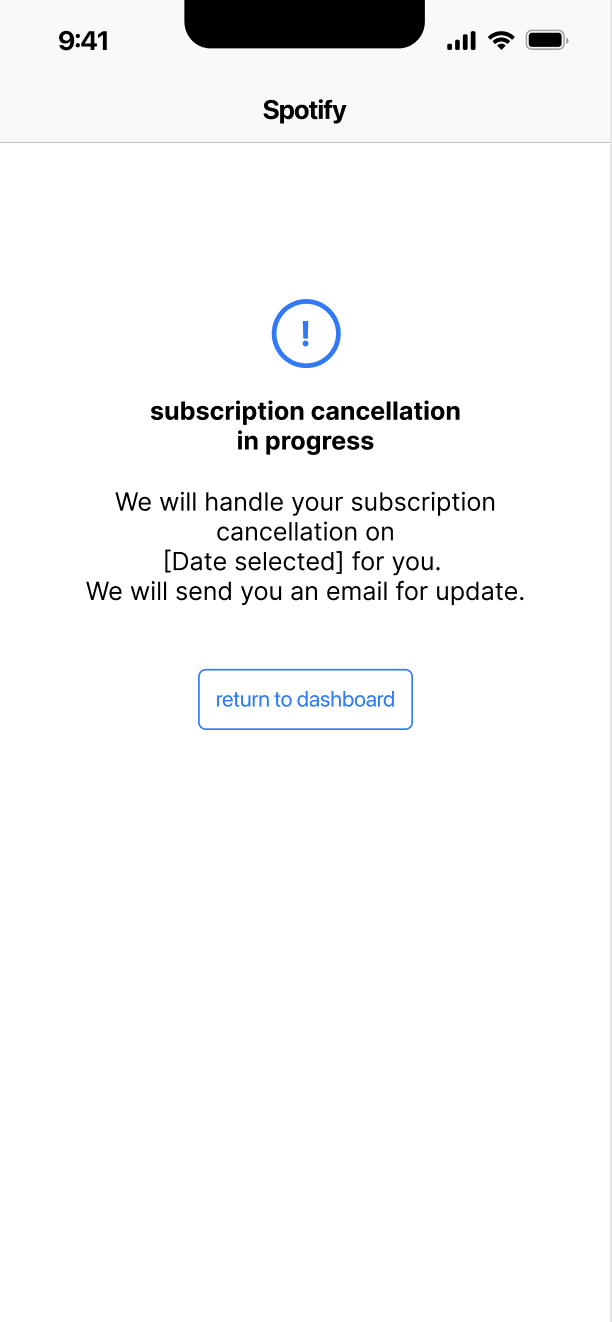 9:41
Spotify
!
subscription cancellation
in progress
We will handle your subscription
cancellation on
[Date selected] for you.
We will send you an email for update.
return to dashboard